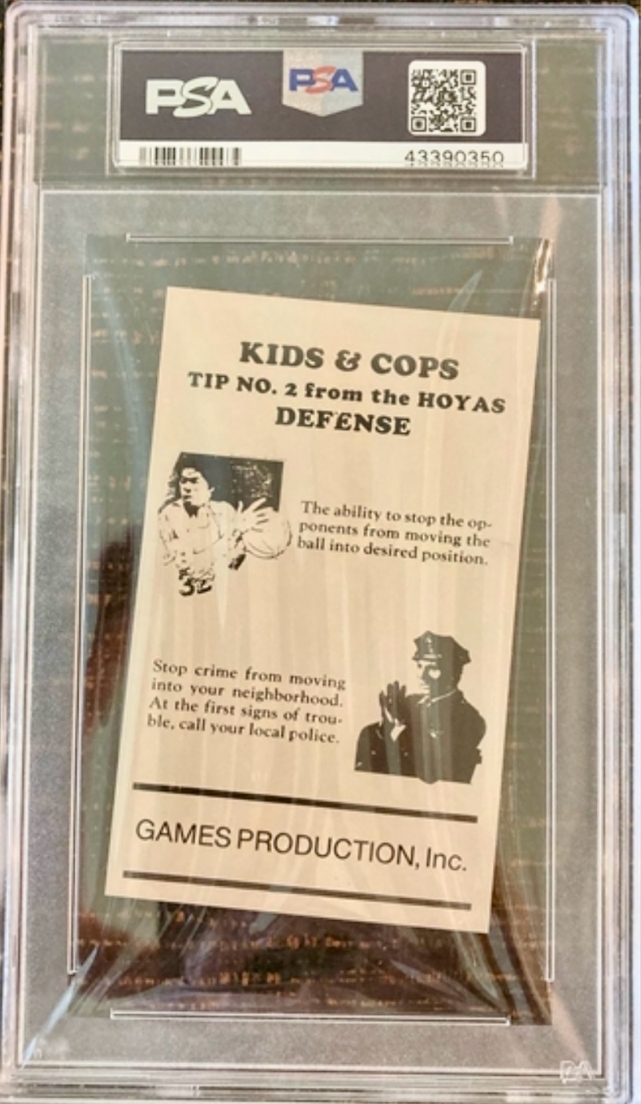 PSA
PSA
43390350
KIDS & COPS
TIP NO. 2 from the HOYAS
DEFENSE
The ability to stop the op-
ponents from moving the
ball into desired position.
Stop crime from moving
into your neighborhood.
At the first signs of trou-
ble, call your local police.
GAMES PRODUCTION, Inc.